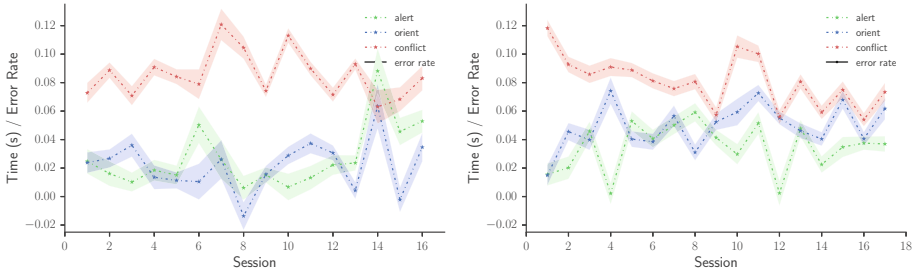 0.12
0.10
0.08
0.06
0.04
0.02
0.00
−0.02
Time (s) / Error Rate
0 2 4 6 8 10 12 14 16
Session
alert
orient
conflict
error rate
0.12
0.10
0.08
0.06
0.04
0.02
0.00
−0.02
Time (s) / Error Rate
0 2 4 6 8 10 12 14 16 18
Session
alert
orient
conflict
error rate